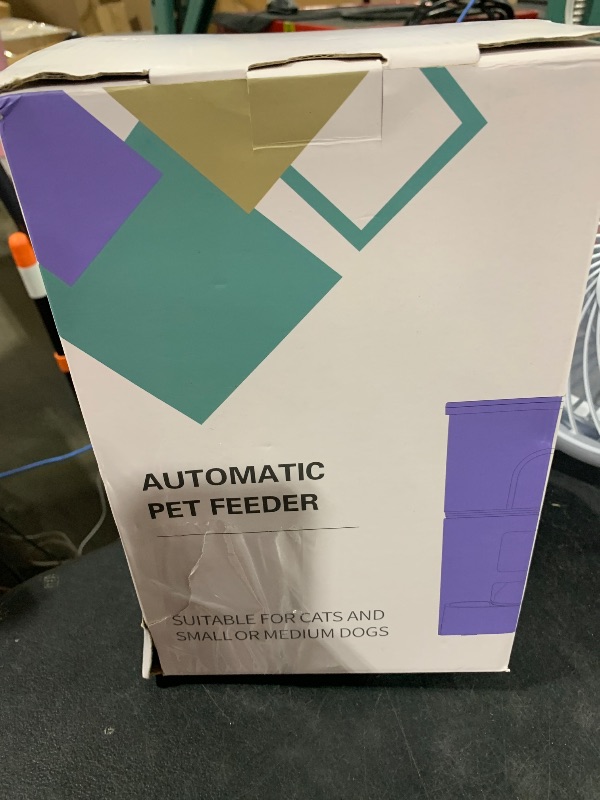 AUTOMATIC
PET FEEDER
SUITABLE FOR CATS AND
SMALL OR MEDIUM DOGS